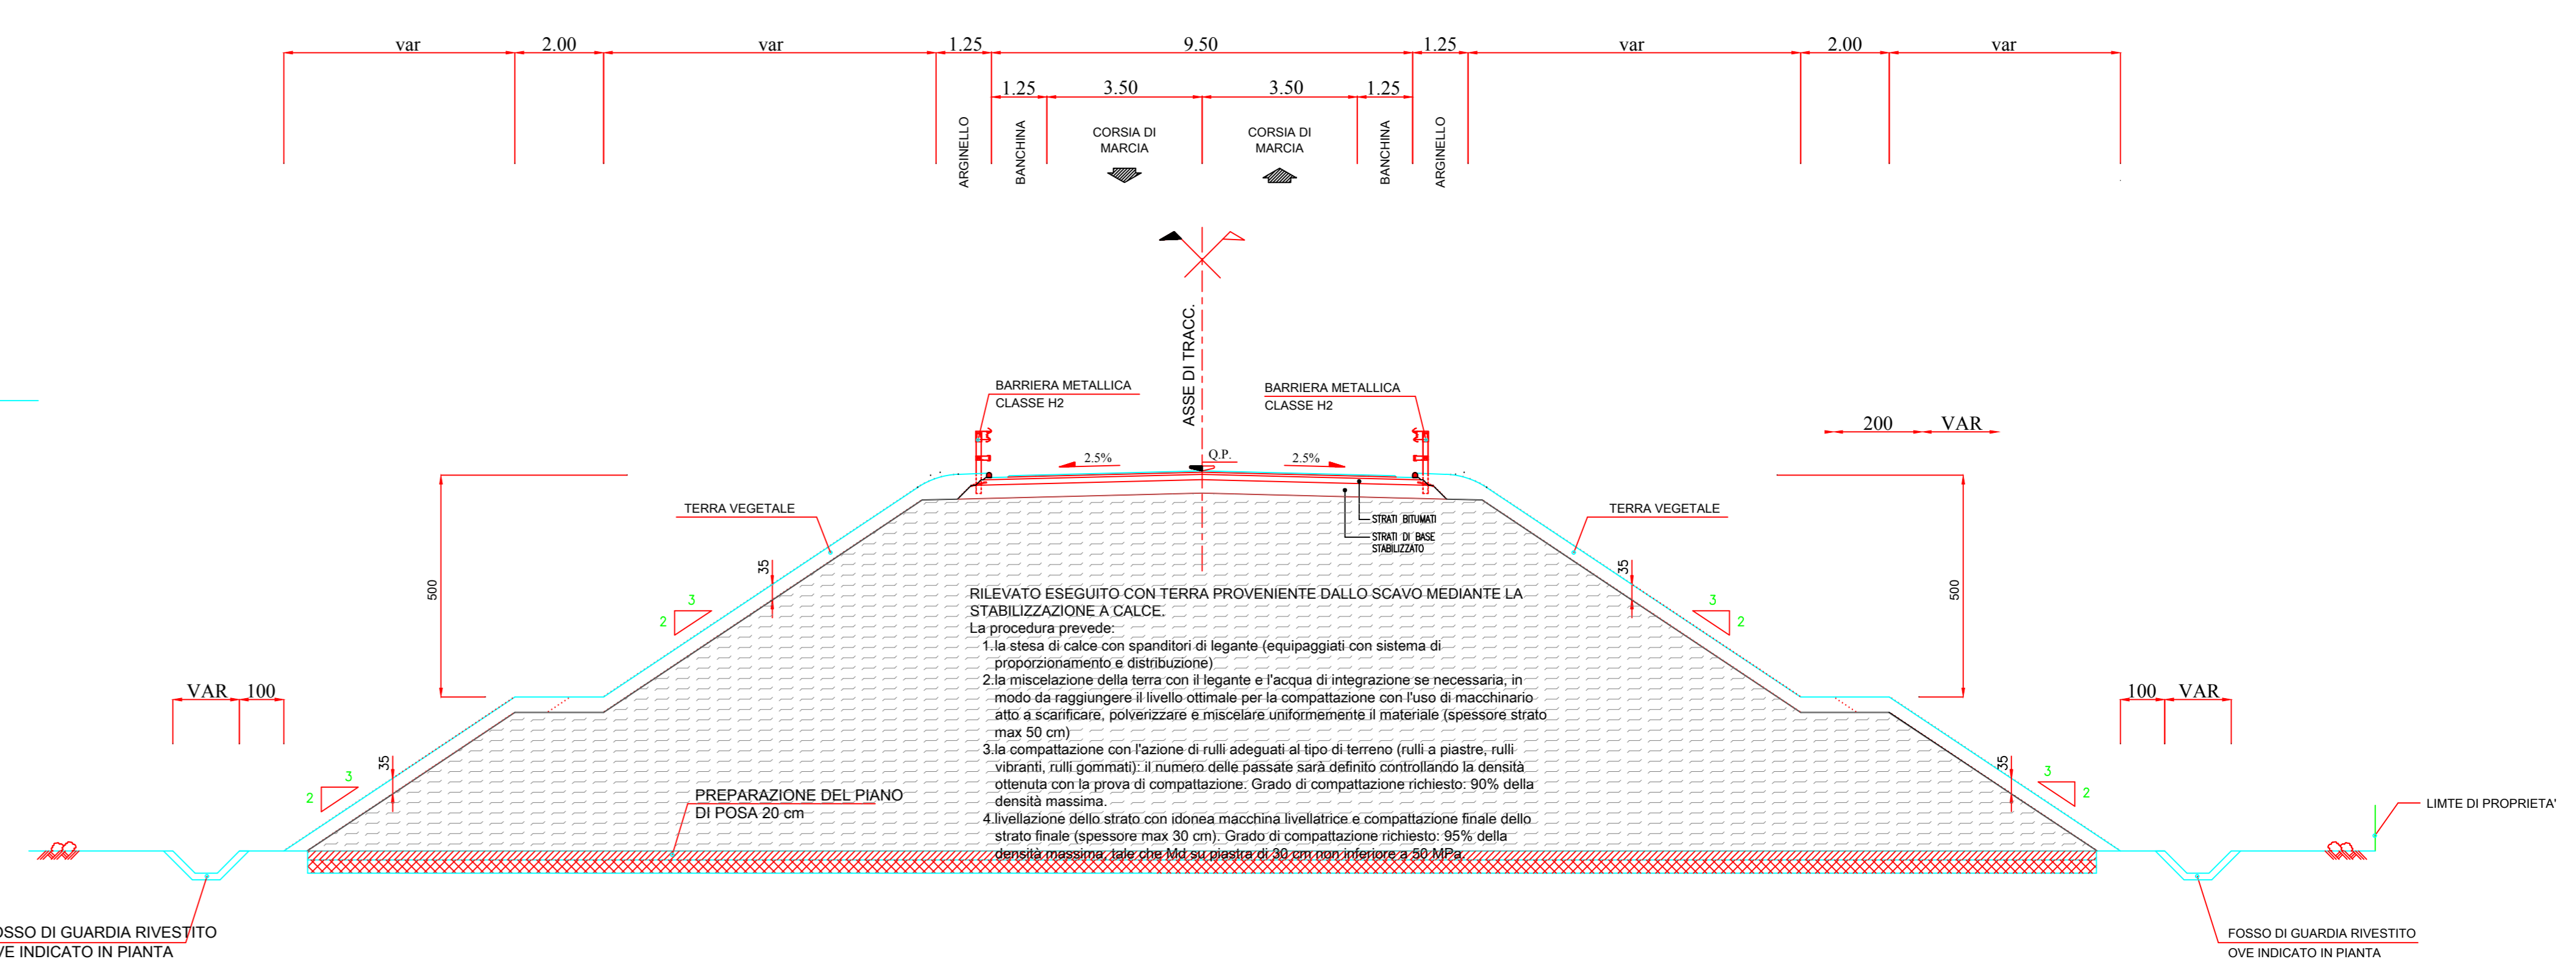 var 2.00 var 1.25 9.50 1.25 var 2.00 var
1.25 3.50 3.50 1.25
ARGINELLO
BANCHINA
CORSIA DI
MARCIA
CORSIA DI
MARCIA
BANCHINA
ARGINELLO
ASSE DI TRACC.
BARRIERA METALLICA
CLASSE H2
BARRIERA METALLICA
CLASSE H2
200 VAR
2.5%
Q.P.
2.5%
TERRA VEGETALE
TERRA VEGETALE
STRATI BITUMATI
STRATI DI BASE
STABILIZZATO
500
35
35
500
3
2
3
2
RILEVATO ESEGUITO CON TERRA PROVENIENTE DALLO SCAVO MEDIANTE LA
STABILIZZAZIONE A CALCE.
La procedura prevede:
1.la stesa di calce con spanditori di legante (equipaggiati con sistema di
proporzionamento e distribuzione)
2.la miscelazione della terra con il legante e l'acqua di integrazione se necessaria, in
modo da raggiungere il livello ottimale per la compattazione con l'uso di macchinario
atto a scarificare, polverizzare e miscelare uniformemente il materiale (spessore strato
max 50 cm)
3.la compattazione con l'azione di rulli adeguati al tipo di terreno (rulli a piastre, rulli
vibranti, rulli gommati): il numero delle passate sarà definito controllando la densità
ottenuta con la prova di compattazione. Grado di compattazione richiesto: 90% della
densità massima.
4.livellazione dello strato con idonea macchina livellatrice e compattazione finale dello
strato finale (spessore max 30 cm). Grado di compattazione richiesto: 95% della
densità massima, tale che Md su piastra di 30 cm non inferiore a 50 MPa.
VAR 100
100 VAR
35
35
3
2
3
2
PREPARAZIONE DEL PIANO
DI POSA 20 cm
LIMTE DI PROPRIETA'
OSSO DI GUARDIA RIVESTITO
VE INDICATO IN PIANTA
FOSSO DI GUARDIA RIVESTITO
OVE INDICATO IN PIANTA